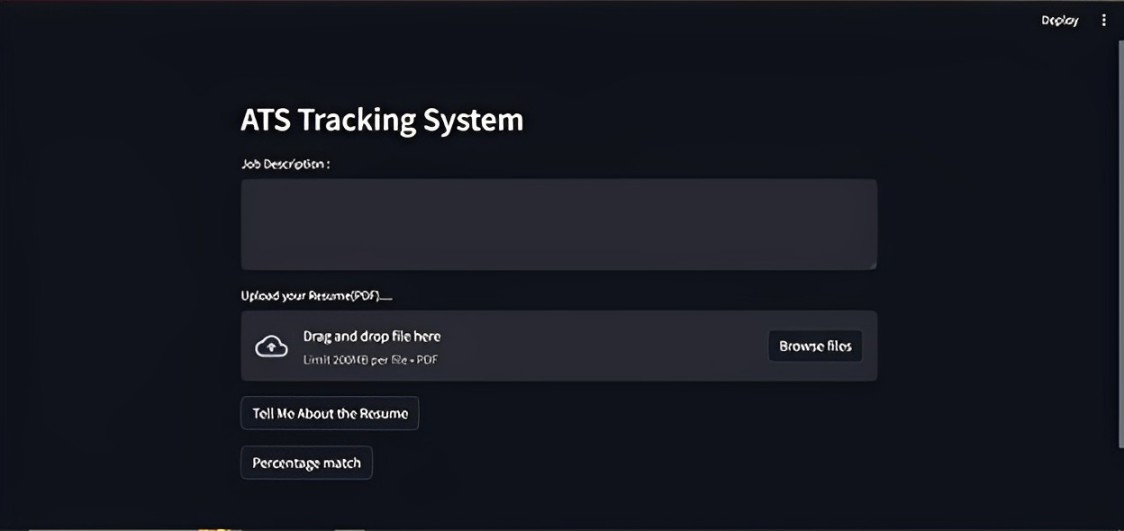 Deploy
ATS Tracking System
Job Description :
Upload your Resume(PDF)...
Drag and drop file here
Browse files
Limit 200MB per file • PDF
Tell Me About the Resume
Percentage match